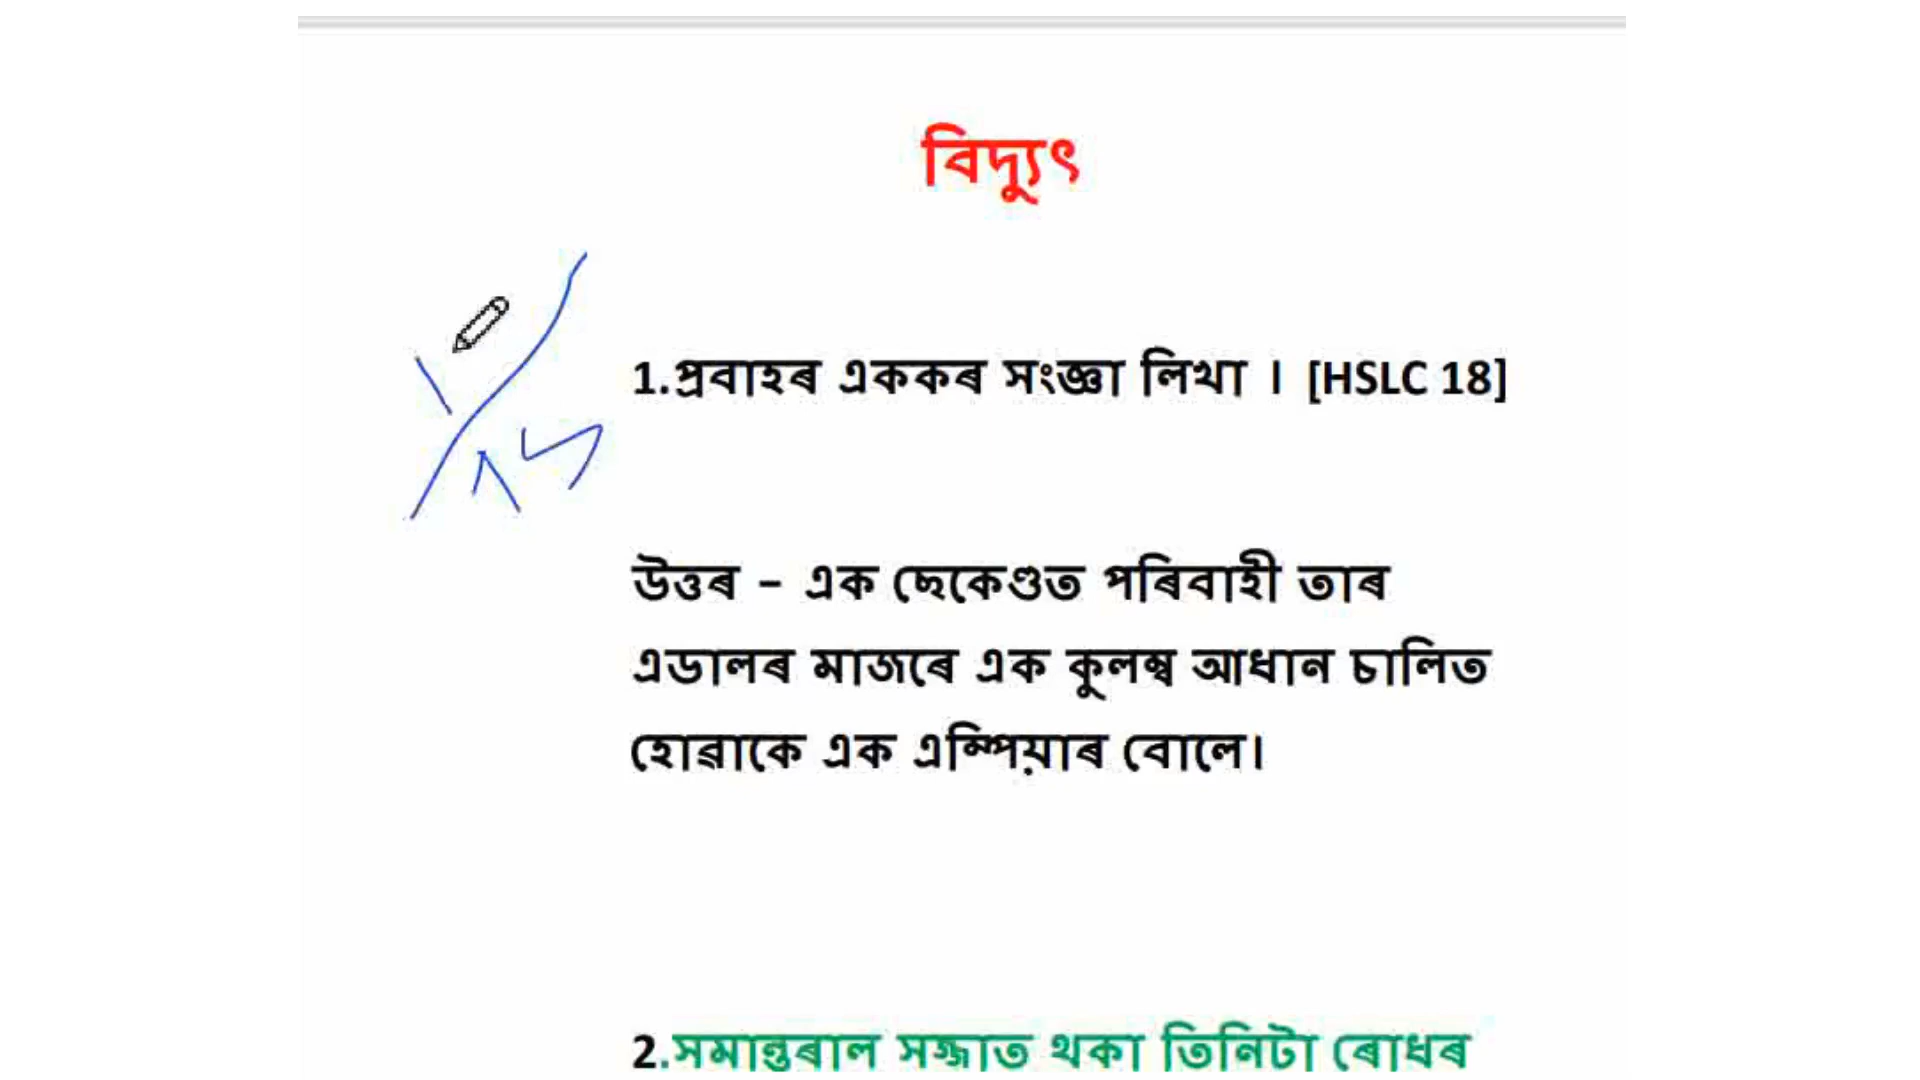 বিদ্যুৎ
1.প্ৰবাহৰ এককৰ সংজ্ঞা লিখা । [HSLC 18]
উত্তৰ – এক ছেকেণ্ডত পৰিবাহী তাৰ
এডালৰ মাজৰে এক কুলম্ব আধান চালিত
হোৱাকে এক এম্পিয়াৰ বোলে।
2.সমান্তৰাল সজ্জাত থকা তিনিটা ৰোধৰ